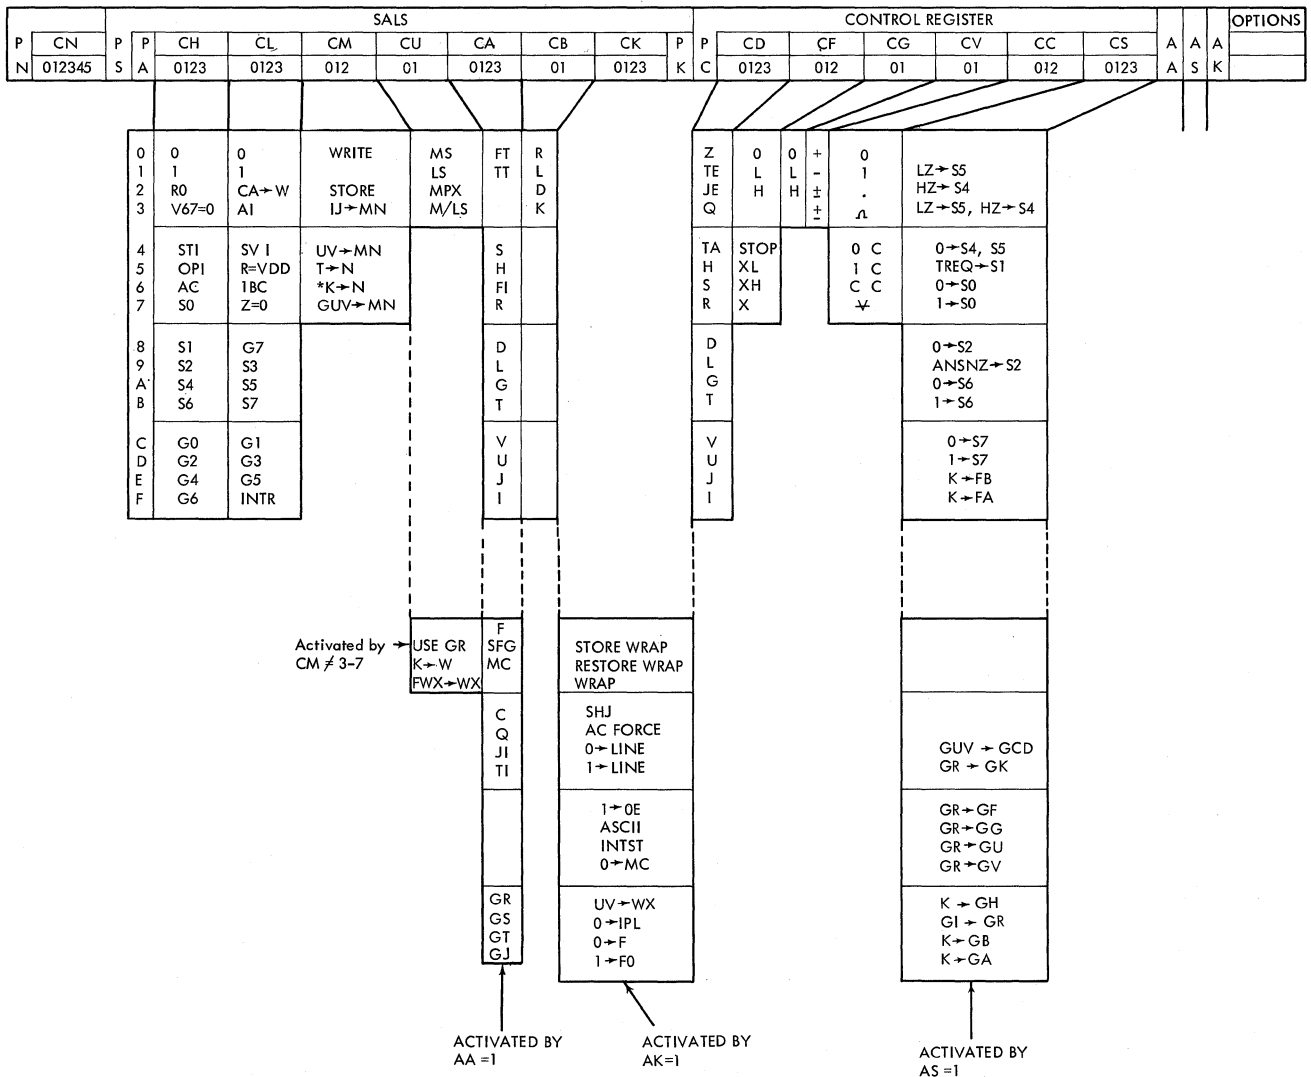 SALS CONTROL REGISTER OPTIONS
P CN P P CH CL CM CU CA CB CK P P CD CF CG CV CC CS A A A
N 012345 S A 0123 0123 012 01 0123 01 0123 K C 0123 012 01 01 012 0123 A S K
0 0 0 WRITE MS FT R Z 0 0 + 0
1 1 1 LS TT L TE L L - 1 LZ→S5
2 R0 CA→W STORE MPX D JE H H ± . HZ→S4
3 V67=0 AI IJ→MN M/LS K Q ± Ω LZ→S5, HZ→S4
4 STI SV I UV→MN S TA STOP 0 C 0→S4, S5
5 OPI R=VDD T→N H H XL 1 C TREQ→S1
6 AC 1BC *K→N FI S XH C C 0→S0
7 S0 Z=0 GUV→MN R R X ⊻ 1→S0
8 S1 G7 D D 0→S2
9 S2 S3 L L ANSNZ→S2
A S4 S5 G G 0→S6
B S6 S7 T T 1→S6
C G0 G1 V V 0→S7
D G2 G3 U U 1→S7
E G4 G5 J J K→FB
F G6 INTR I I K→FA
F
Activated by → USE GR SFG STORE WRAP
CM ≠ 3-7 K→W MC RESTORE WRAP
FWX→WX WRAP
C SHJ
Q AC FORCE
JI 0→LINE GUV → GCD
TI 1→LINE GR → GK
1→0E GR→GF
ASCII GR→GG
INTST GR→GU
0→MC GR→GV
GR UV→WX K → GH
GS 0→IPL GI → GR
GT 0→F K→GB
GJ 1→F0 K→GA
ACTIVATED BY
AA =1
ACTIVATED BY
AK=1
ACTIVATED BY
AS =1